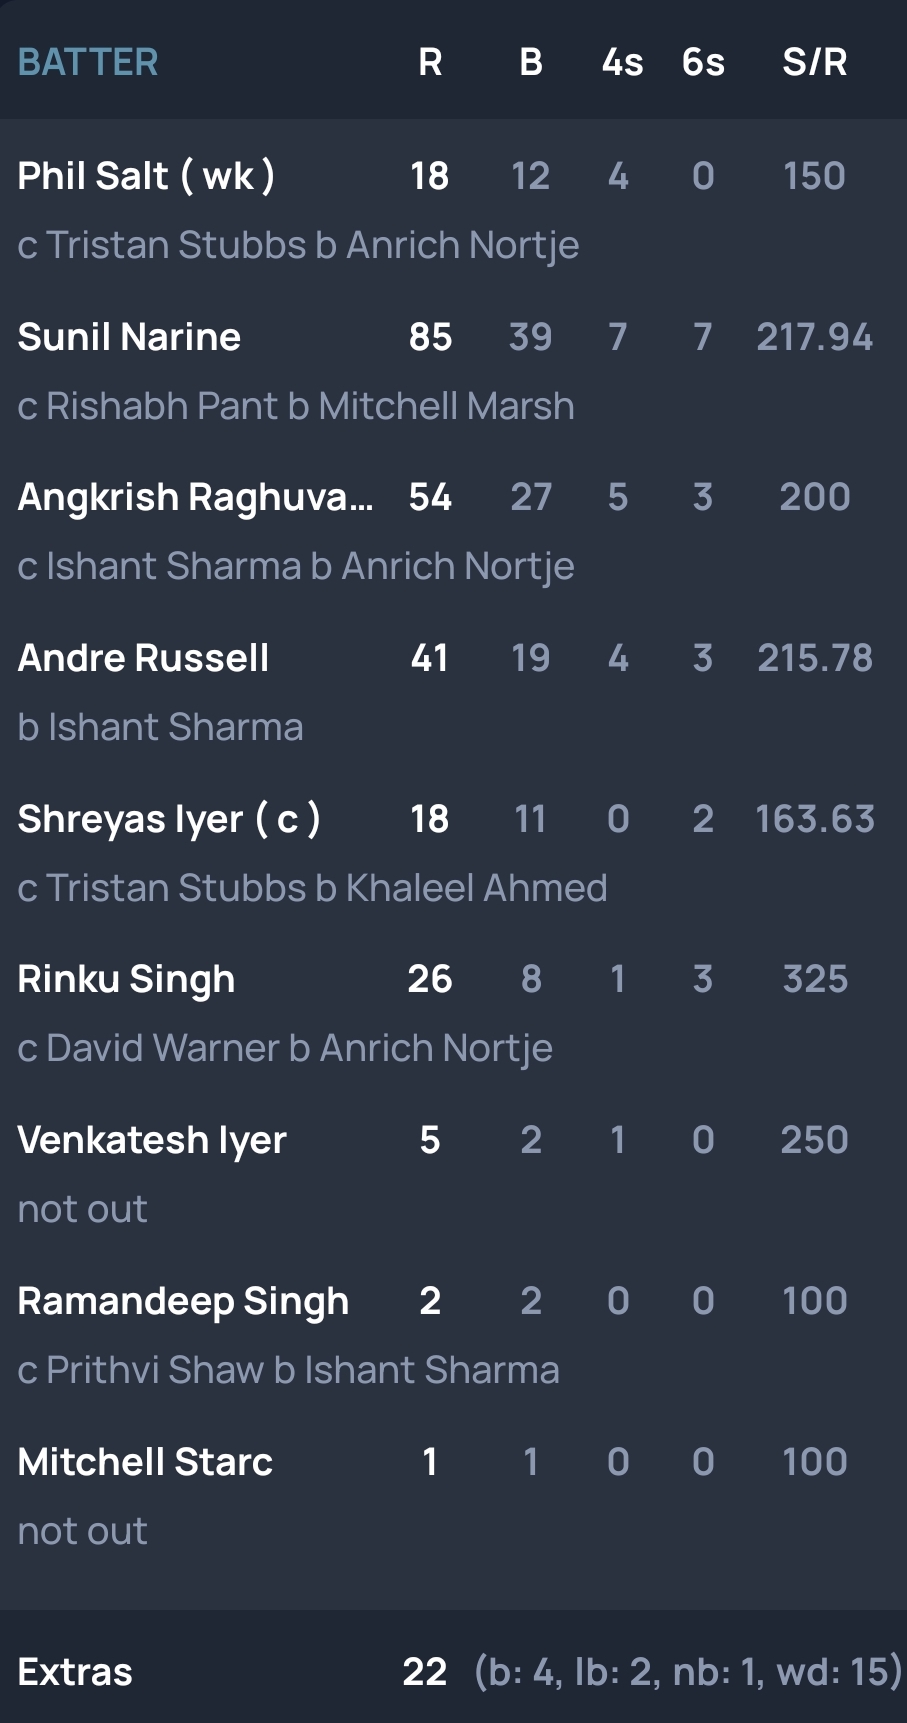 BATTER R B 4s 6s S/R
Phil Salt ( wk ) 18 12 4 0 150
c Tristan Stubbs b Anrich Nortje
Sunil Narine 85 39 7 7 217.94
c Rishabh Pant b Mitchell Marsh
Angkrish Raghuva... 54 27 5 3 200
c Ishant Sharma b Anrich Nortje
Andre Russell 41 19 4 3 215.78
b Ishant Sharma
Shreyas Iyer ( c ) 18 11 0 2 163.63
c Tristan Stubbs b Khaleel Ahmed
Rinku Singh 26 8 1 3 325
c David Warner b Anrich Nortje
Venkatesh Iyer 5 2 1 0 250
not out
Ramandeep Singh 2 2 0 0 100
c Prithvi Shaw b Ishant Sharma
Mitchell Starc 1 1 0 0 100
not out
Extras 22 (b: 4, lb: 2, nb: 1, wd: 15)